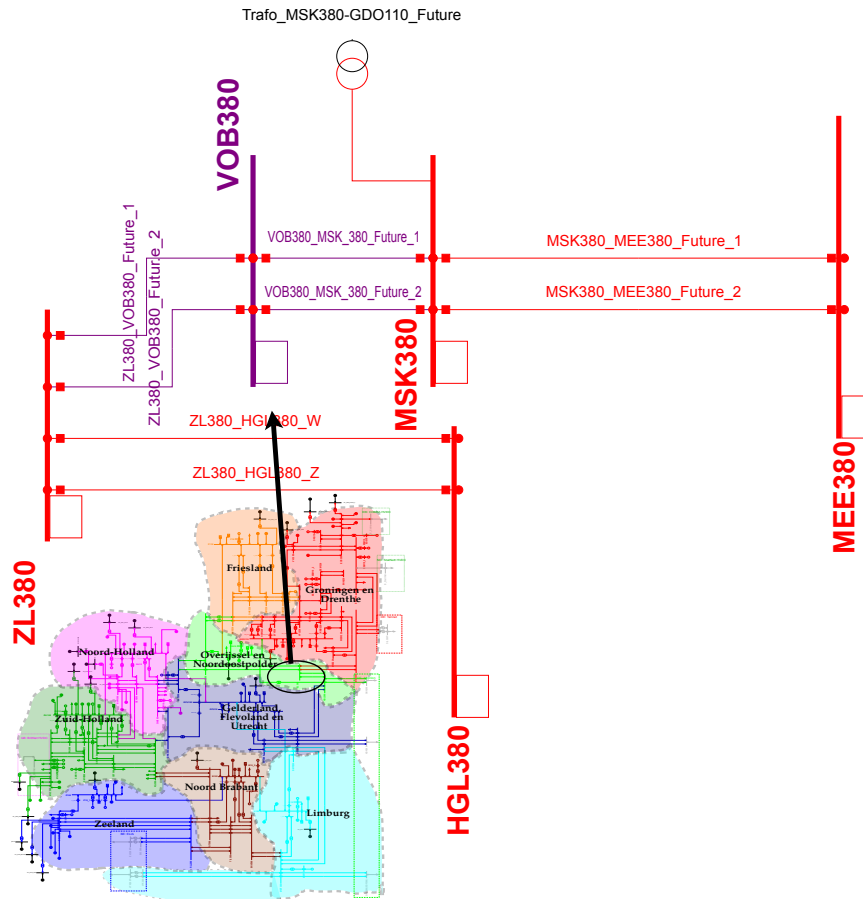 Trafo_MSK380-GDO110_Future
VOB380
ZL380_VOB380_Future_1
ZL380_VOB380_Future_2
VOB380_MSK_380_Future_1
MSK380_MEE380_Future_1
VOB380_MSK_380_Future_2
MSK380_MEE380_Future_2
MSK380
ZL380_HGL380_W
ZL380_HGL380_Z
MEE380
ZL380
HGL380
Friesland
Groningen en
Drenthe
Noord-Holland
Overijssel en
Noordoostpolder
Zuid-Holland
Gelderland,
Flevoland en
Utrecht
Noord Brabant
Limburg
Zeeland